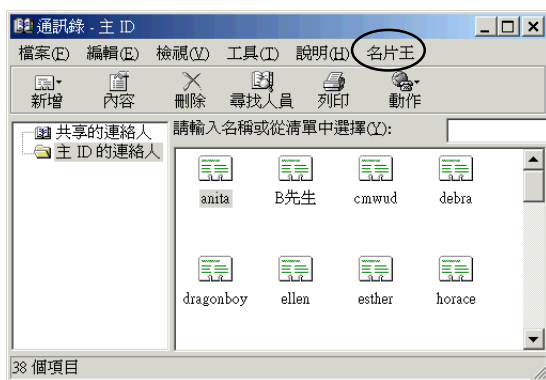 通訊錄 - 主 ID
檔案(F) 編輯(E) 檢視(V) 工具(T) 說明(H) 名片王
新增 內容 刪除 尋找人員 列印 動作
共享的連絡人
主 ID 的連絡人
請輸入名稱或從清單中選擇(Y):
anita B先生 cmwud debra
dragonboy ellen esther horace
38 個項目